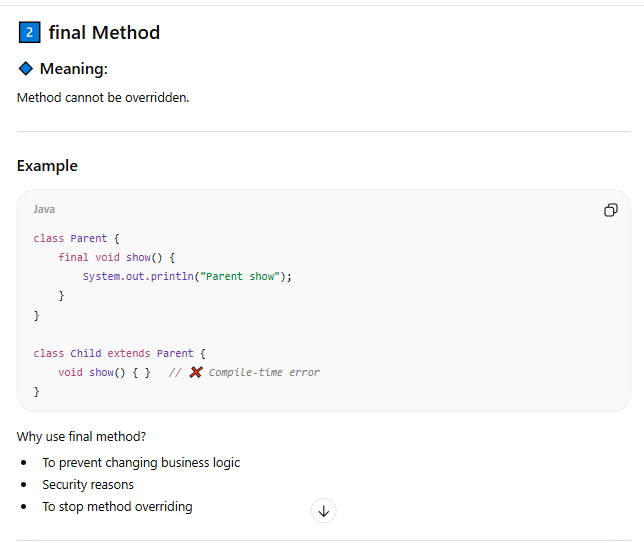 2 final Method
Meaning:
Method cannot be overridden.
Example
Java
class Parent {
    final void show() {
        System.out.println("Parent show");
    }
}
class Child extends Parent {
    void show() { }   // ❌ Compile-time error
}
Why use final method?
• To prevent changing business logic
• Security reasons
• To stop method overriding